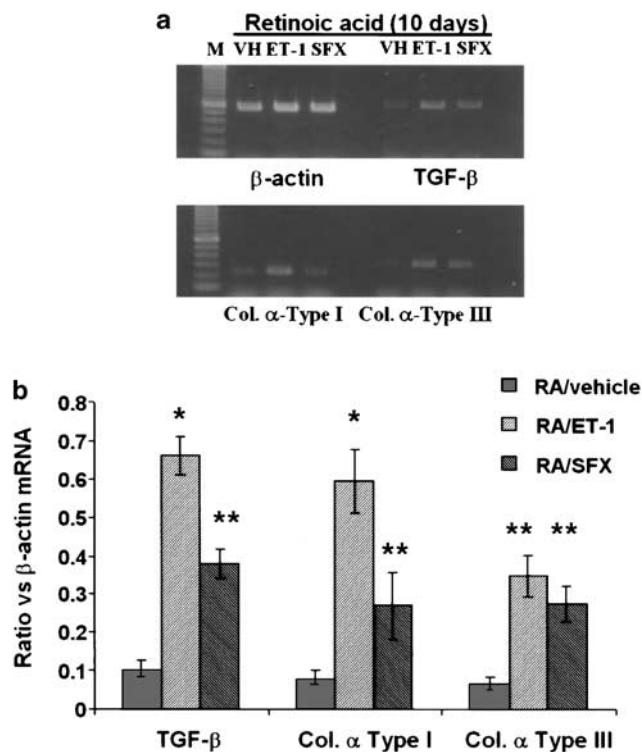 a
Retinoic acid (10 days)
M VH ET-1 SFX VH ET-1 SFX
β-actin TGF-β
Col. α-Type I Col. α-Type III
b
RA/vehicle
RA/ET-1
RA/SFX
Ratio vs β-actin mRNA
0.8
0.7
0.6
0.5
0.4
0.3
0.2
0.1
0
* ** * ** ** **
TGF-β Col. α Type I Col. α Type III